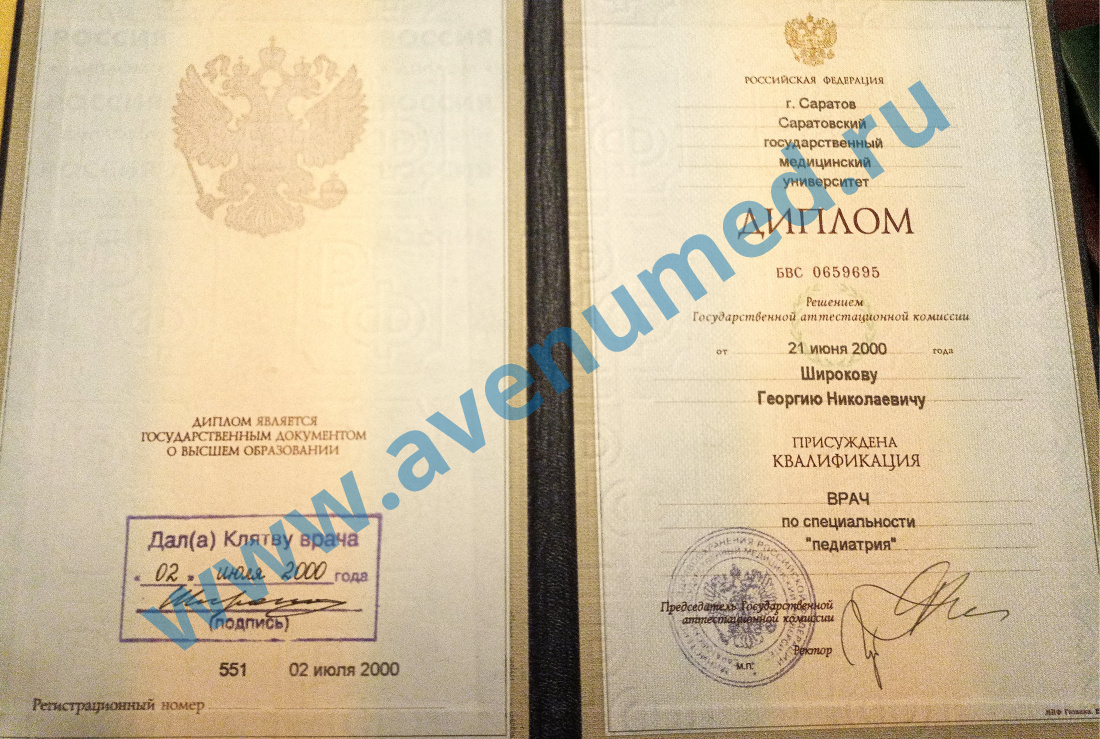 ДИПЛОМ ЯВЛЯЕТСЯ
ГОСУДАРСТВЕННЫМ ДОКУМЕНТОМ
О ВЫСШЕМ ОБРАЗОВАНИИ
Дал(а) Клятву врача
"02" июля 2000 года
(подпись)
551 02 июля 2000
Регистрационный номер
РОССИЙСКАЯ ФЕДЕРАЦИЯ
г. Саратов
Саратовский
государственный
медицинский
университет
ДИПЛОМ
БВС 0659695
Решением
Государственной аттестационной комиссии
от 21 июня 2000 года
Широкову
Георгию Николаевичу
ПРИСУЖДЕНА
КВАЛИФИКАЦИЯ
ВРАЧ
по специальности
"педиатрия"
Председатель Государственной
аттестационной комиссии
Ректор
М.П.
www.avenumed.ru